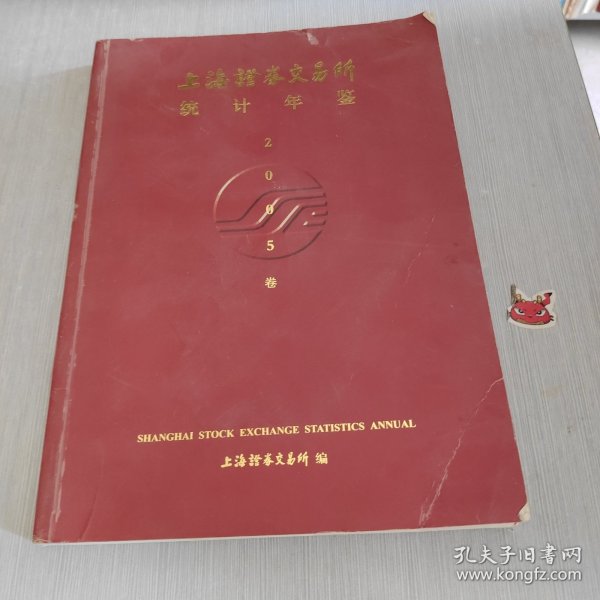 上海證券交易所
统计年鉴
2
0
0
5
卷
SHANGHAI STOCK EXCHANGE STATISTICS ANNUAL
上海證券交易所 编
孔夫子旧书网
www.kongfz.com